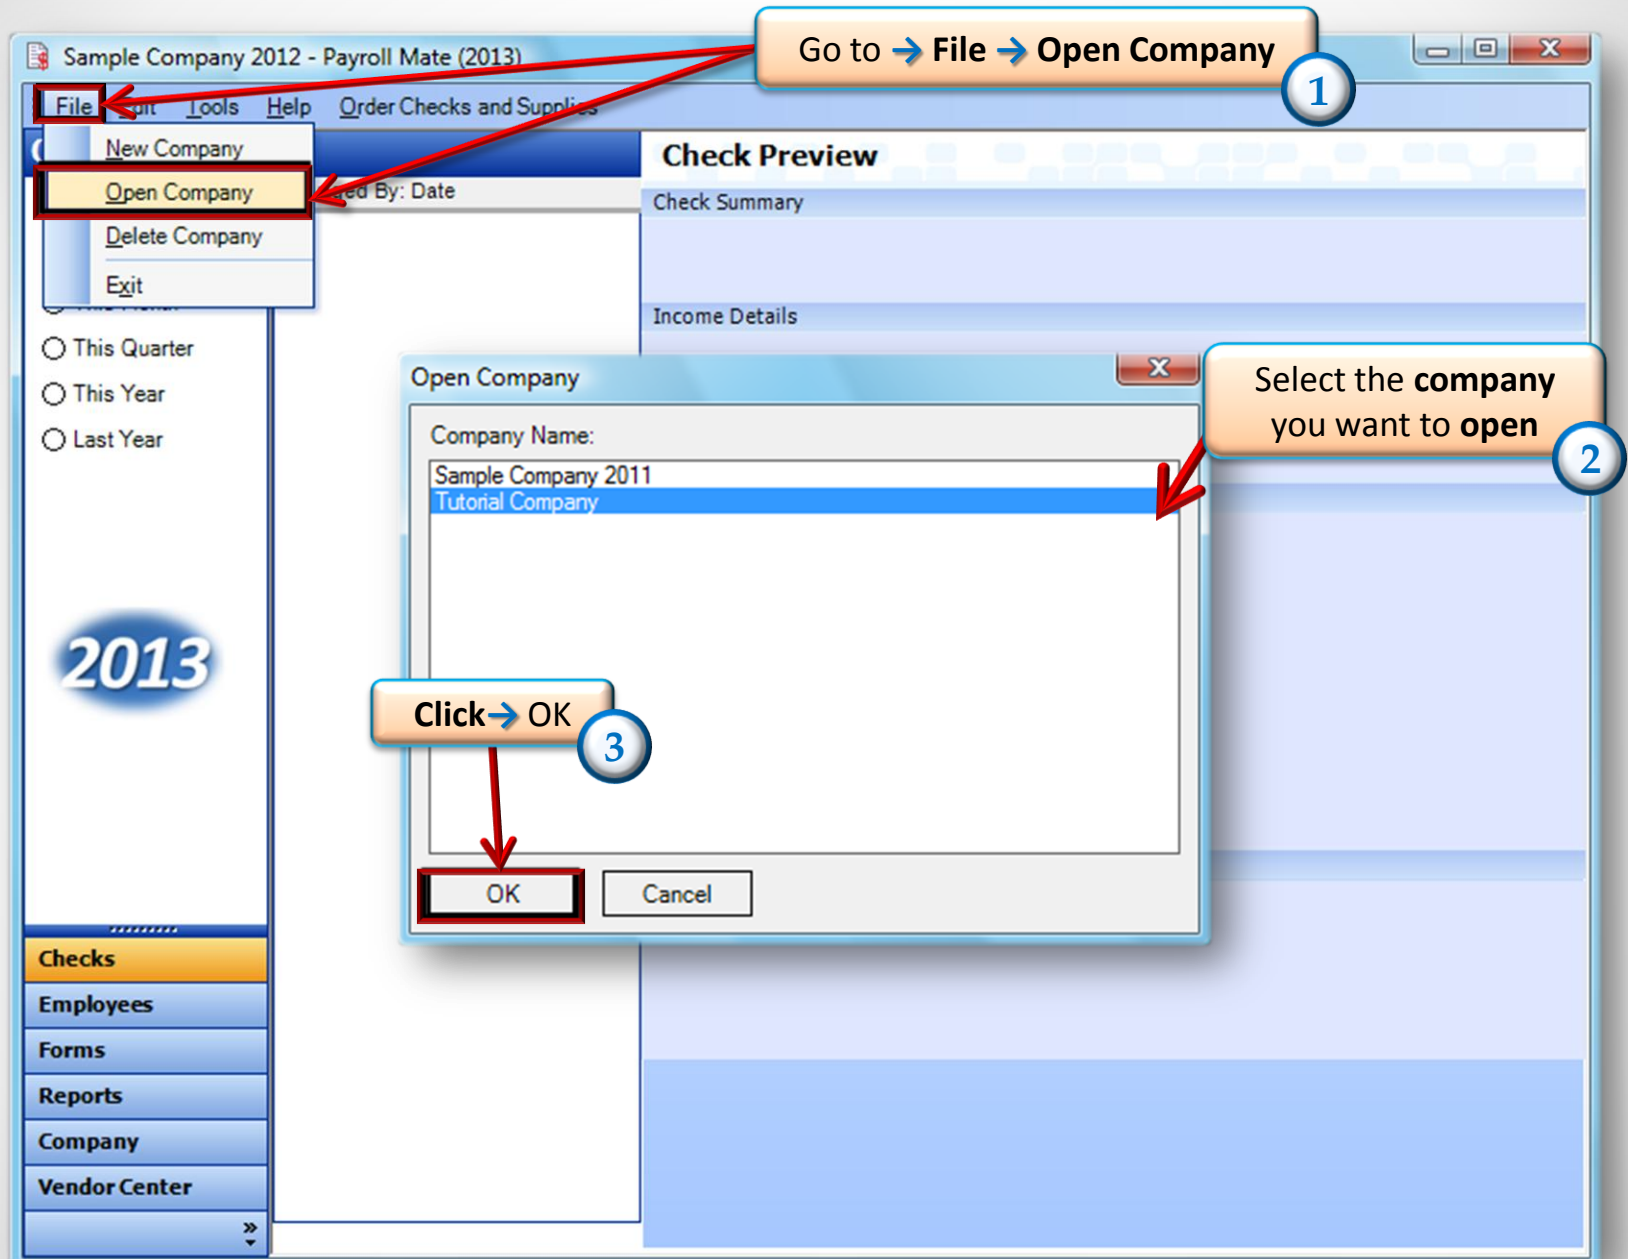 Go to → File → Open Company
1
Sample Company 2012 - Payroll Mate (2013)
File Edit Tools Help Order Checks and Supplies
New Company
Open Company
Delete Company
Exit
By: Date
Check Preview
Check Summary
Income Details
This Quarter
This Year
Last Year
2013
Open Company
Company Name:
Sample Company 2011
Tutorial Company
Select the company
you want to open
2
Click→ OK
3
OK Cancel
Checks
Employees
Forms
Reports
Company
Vendor Center